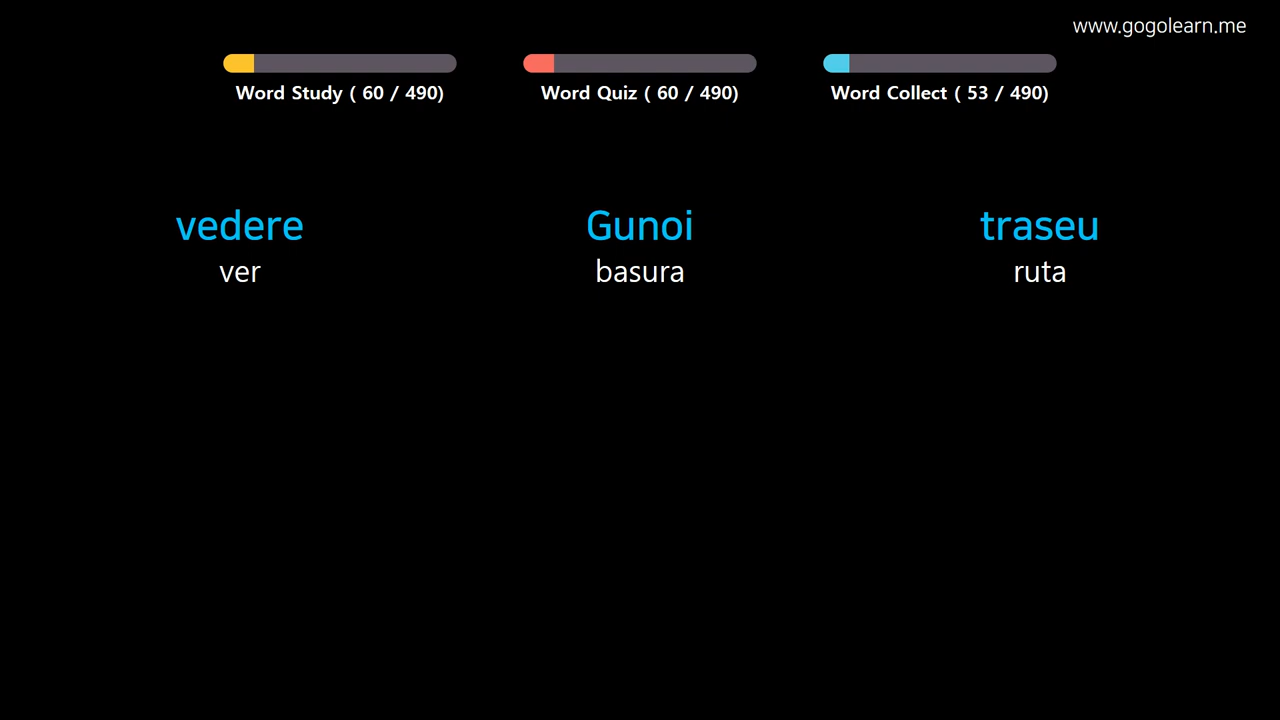 www.gogolearn.me
Word Study ( 60 / 490)
Word Quiz ( 60 / 490)
Word Collect ( 53 / 490)
vedere
ver
Gunoi
basura
traseu
ruta